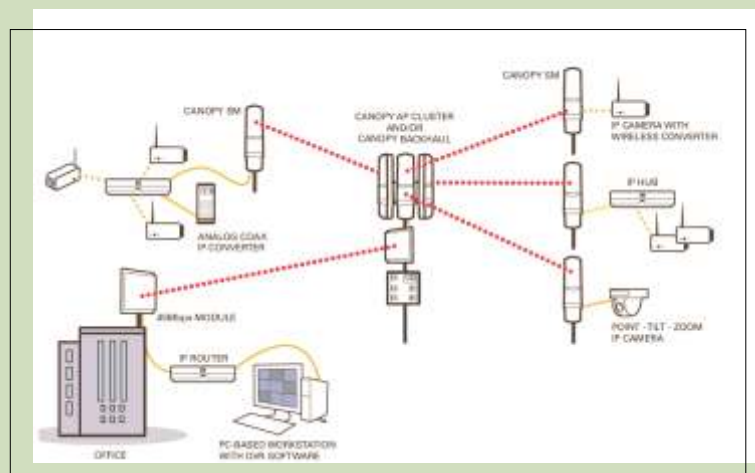 CANOPY SM
CANOPY SM
CANOPY AP CLUSTER
AND/OR
CANOPY BACKHAUL
IP CAMERA WITH
WIRELESS CONVERTER
IP HUB
ANALOG COAX
IP CONVERTER
MODULE
POINT - TILT - ZOOM
IP CAMERA
IP ROUTER
OFFICE
PC-BASED WORKSTATION
WITH DVR SOFTWARE